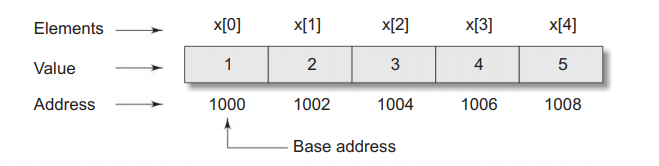 Elements x[0] x[1] x[2] x[3] x[4]
Value 1 2 3 4 5
Address 1000 1002 1004 1006 1008
Base address